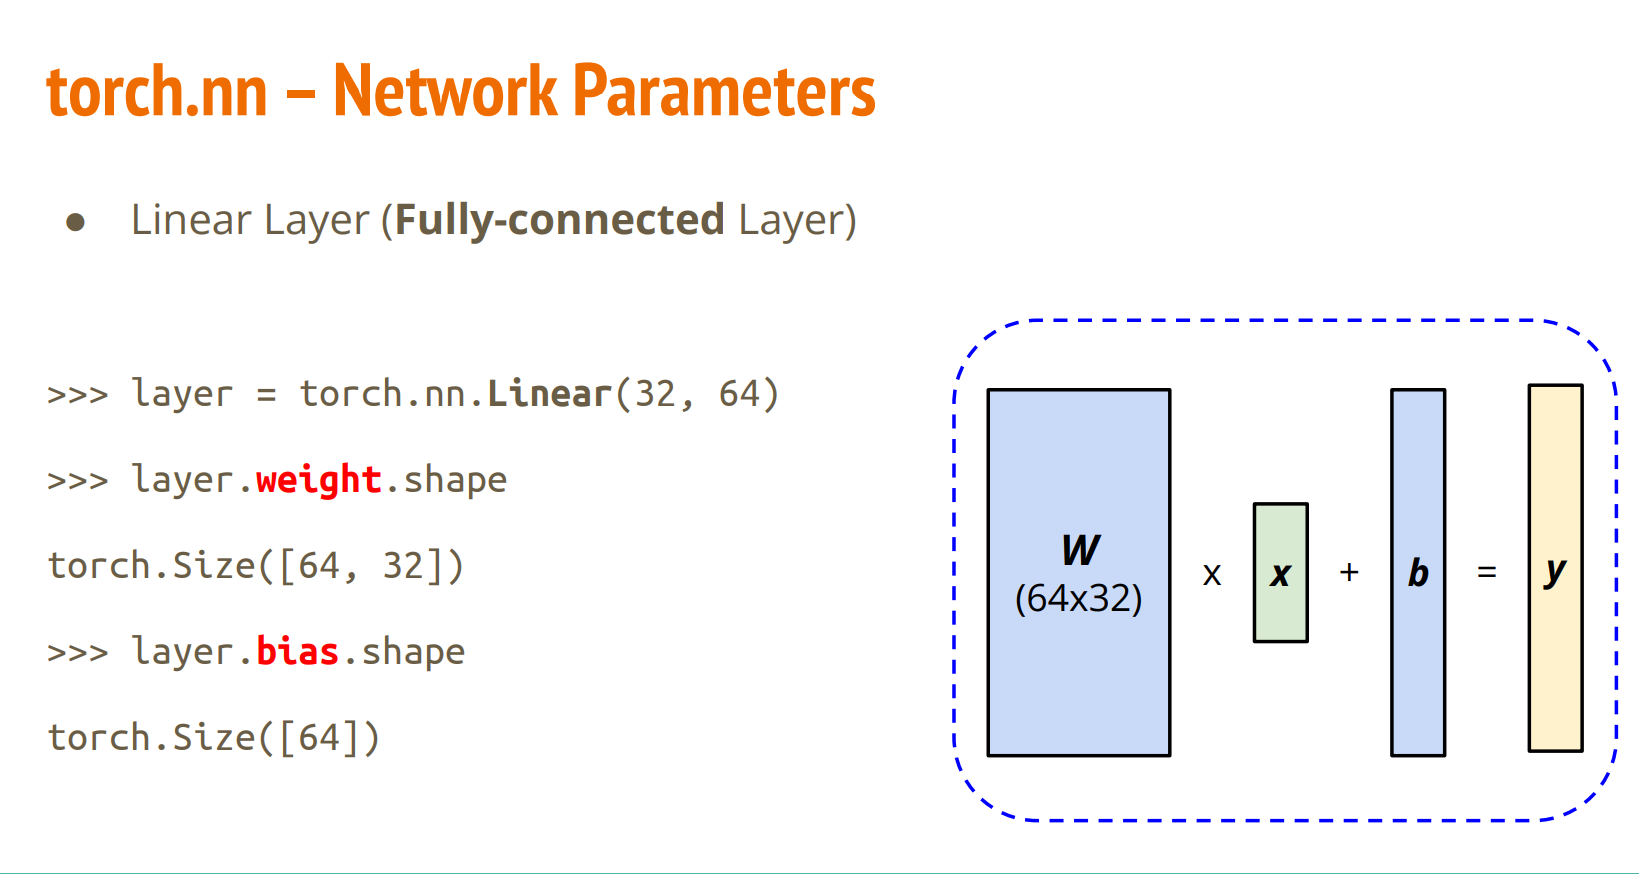 torch.nn – Network Parameters
● Linear Layer (Fully-connected Layer)
>>> layer = torch.nn.Linear(32, 64)
>>> layer.weight.shape
torch.Size([64, 32])
>>> layer.bias.shape
torch.Size([64])
W
(64x32)
x
x
+
b
=
y